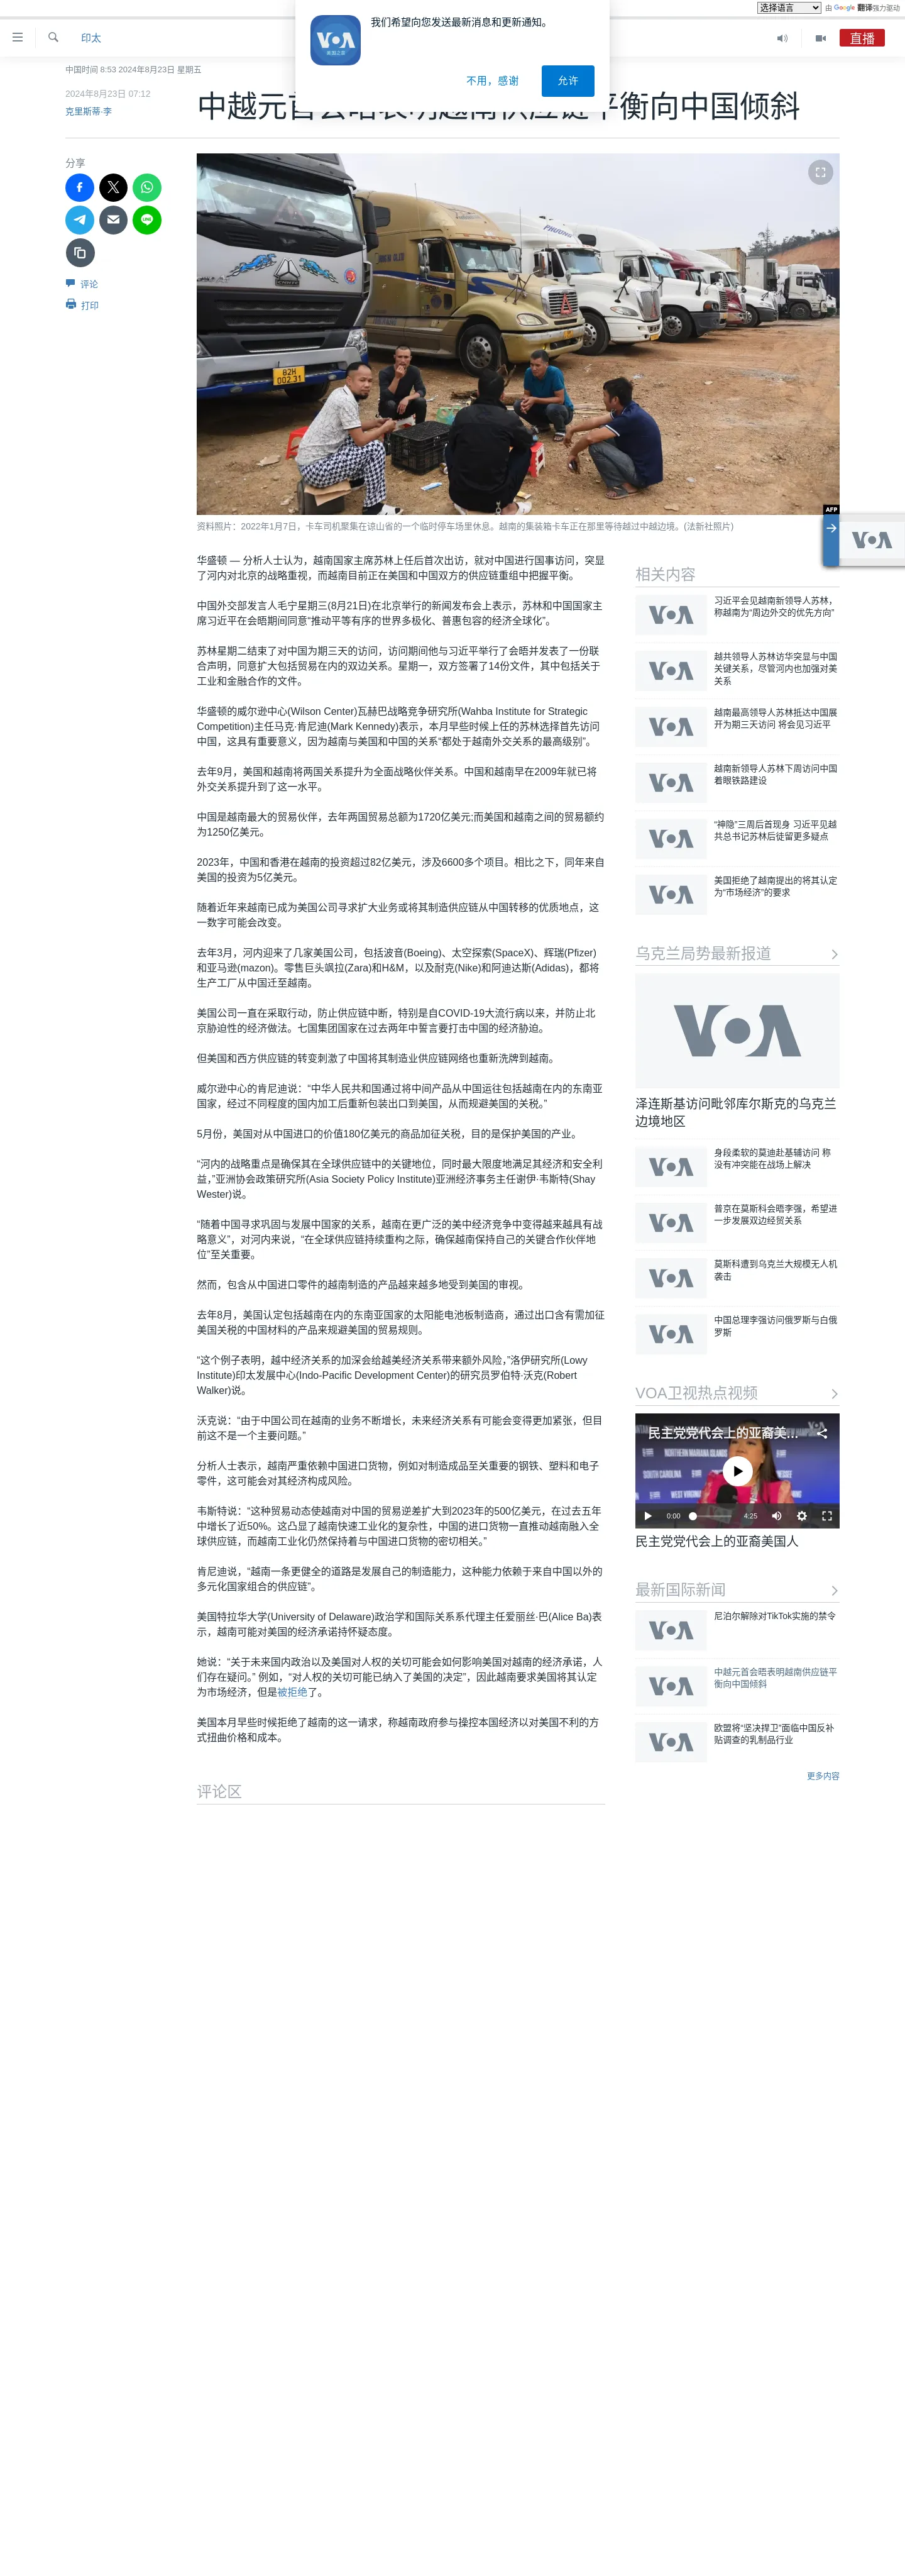 选择语言
由 Google 翻译强力驱动
我们希望向您发送最新消息和更新通知。
VOA
美国之音
不用，感谢
允许
印太
直播
中国时间 8:53 2024年8月23日 星期五
2024年8月23日 07:12
克里斯蒂·李
中越元首会晤表明越南供应链平衡向中国倾斜
分享
评论
打印
82H
002.31
AFP
VOA
资料照片：2022年1月7日，卡车司机聚集在谅山省的一个临时停车场里休息。越南的集装箱卡车正在那里等待越过中越边境。(法新社照片)
华盛顿 — 分析人士认为，越南国家主席苏林上任后首次出访，就对中国进行国事访问，突显
了河内对北京的战略重视，而越南目前正在美国和中国双方的供应链重组中把握平衡。
中国外交部发言人毛宁星期三(8月21日)在北京举行的新闻发布会上表示，苏林和中国国家主
席习近平在会晤期间同意“推动平等有序的世界多极化、普惠包容的经济全球化”。
苏林星期二结束了对中国为期三天的访问，访问期间他与习近平举行了会晤并发表了一份联
合声明，同意扩大包括贸易在内的双边关系。星期一，双方签署了14份文件，其中包括关于
工业和金融合作的文件。
华盛顿的威尔逊中心(Wilson Center)瓦赫巴战略竞争研究所(Wahba Institute for Strategic
Competition)主任马克·肯尼迪(Mark Kennedy)表示，本月早些时候上任的苏林选择首先访问
中国，这具有重要意义，因为越南与美国和中国的关系“都处于越南外交关系的最高级别”。
去年9月，美国和越南将两国关系提升为全面战略伙伴关系。中国和越南早在2009年就已将
外交关系提升到了这一水平。
中国是越南最大的贸易伙伴，去年两国贸易总额为1720亿美元;而美国和越南之间的贸易额约
为1250亿美元。
2023年，中国和香港在越南的投资超过82亿美元，涉及6600多个项目。相比之下，同年来自
美国的投资为5亿美元。
随着近年来越南已成为美国公司寻求扩大业务或将其制造供应链从中国转移的优质地点，这
一数字可能会改变。
去年3月，河内迎来了几家美国公司，包括波音(Boeing)、太空探索(SpaceX)、辉瑞(Pfizer)
和亚马逊(mazon)。零售巨头飒拉(Zara)和H&M，以及耐克(Nike)和阿迪达斯(Adidas)，都将
生产工厂从中国迁至越南。
美国公司一直在采取行动，防止供应链中断，特别是自COVID-19大流行病以来，并防止北
京胁迫性的经济做法。七国集团国家在过去两年中誓言要打击中国的经济胁迫。
但美国和西方供应链的转变刺激了中国将其制造业供应链网络也重新洗牌到越南。
威尔逊中心的肯尼迪说：“中华人民共和国通过将中间产品从中国运往包括越南在内的东南亚
国家，经过不同程度的国内加工后重新包装出口到美国，从而规避美国的关税。”
5月份，美国对从中国进口的价值180亿美元的商品加征关税，目的是保护美国的产业。
“河内的战略重点是确保其在全球供应链中的关键地位，同时最大限度地满足其经济和安全利
益，”亚洲协会政策研究所(Asia Society Policy Institute)亚洲经济事务主任谢伊·韦斯特(Shay
Wester)说。
“随着中国寻求巩固与发展中国家的关系，越南在更广泛的美中经济竞争中变得越来越具有战
略意义”，对河内来说，“在全球供应链持续重构之际，确保越南保持自己的关键合作伙伴地
位”至关重要。
然而，包含从中国进口零件的越南制造的产品越来越多地受到美国的审视。
去年8月，美国认定包括越南在内的东南亚国家的太阳能电池板制造商，通过出口含有需加征
美国关税的中国材料的产品来规避美国的贸易规则。
“这个例子表明，越中经济关系的加深会给越美经济关系带来额外风险，”洛伊研究所(Lowy
Institute)印太发展中心(Indo-Pacific Development Center)的研究员罗伯特·沃克(Robert
Walker)说。
沃克说：“由于中国公司在越南的业务不断增长，未来经济关系有可能会变得更加紧张，但目
前这不是一个主要问题。”
分析人士表示，越南严重依赖中国进口货物，例如对制造成品至关重要的钢铁、塑料和电子
零件，这可能会对其经济构成风险。
韦斯特说：“这种贸易动态使越南对中国的贸易逆差扩大到2023年的500亿美元，在过去五年
中增长了近50%。这凸显了越南快速工业化的复杂性，中国的进口货物一直推动越南融入全
球供应链，而越南工业化仍然保持着与中国进口货物的密切相关。”
肯尼迪说，“越南一条更健全的道路是发展自己的制造能力，这种能力依赖于来自中国以外的
多元化国家组合的供应链”。
美国特拉华大学(University of Delaware)政治学和国际关系系代理主任爱丽丝·巴(Alice Ba)表
示，越南可能对美国的经济承诺持怀疑态度。
她说：“关于未来国内政治以及美国对人权的关切可能会如何影响美国对越南的经济承诺，人
们存在疑问。” 例如，“对人权的关切可能已纳入了美国的决定”，因此越南要求美国将其认定
为市场经济，但是被拒绝了。
美国本月早些时候拒绝了越南的这一请求，称越南政府参与操控本国经济以对美国不利的方
式扭曲价格和成本。
评论区
相关内容
VOA
习近平会见越南新领导人苏林，
称越南为“周边外交的优先方向”
VOA
越共领导人苏林访华突显与中国
关键关系，尽管河内也加强对美
关系
VOA
越南最高领导人苏林抵达中国展
开为期三天访问 将会见习近平
VOA
越南新领导人苏林下周访问中国
着眼铁路建设
VOA
“神隐”三周后首现身 习近平见越
共总书记苏林后徒留更多疑点
VOA
美国拒绝了越南提出的将其认定
为“市场经济”的要求
乌克兰局势最新报道
VOA
泽连斯基访问毗邻库尔斯克的乌克兰
边境地区
VOA
身段柔软的莫迪赴基辅访问 称
没有冲突能在战场上解决
VOA
普京在莫斯科会晤李强，希望进
一步发展双边经贸关系
VOA
莫斯科遭到乌克兰大规模无人机
袭击
VOA
中国总理李强访问俄罗斯与白俄
罗斯
VOA卫视热点视频
民主党党代会上的亚裔美...
VOA
NORTHERN MARIANA ISLANDS
SOUTH CAROLINA
WEST VIRGINIA
0:00
4:25
民主党党代会上的亚裔美国人
最新国际新闻
VOA
尼泊尔解除对TikTok实施的禁令
VOA
中越元首会晤表明越南供应链平
衡向中国倾斜
VOA
欧盟将“坚决捍卫”面临中国反补
贴调查的乳制品行业
更多内容